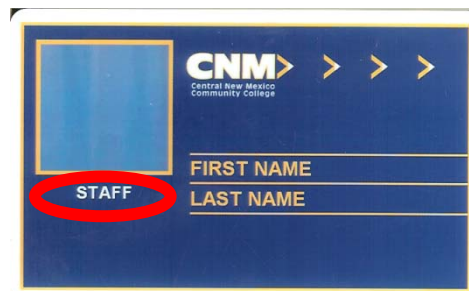 CNM
Central New Mexico
Community College
FIRST NAME
STAFF
LAST NAME